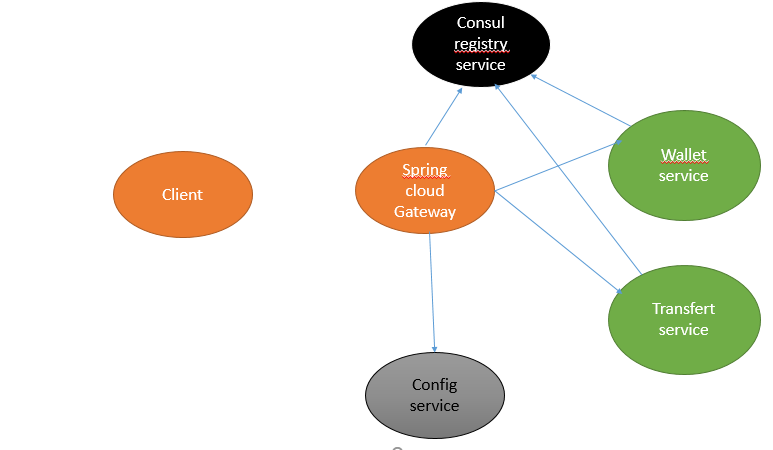 Consul
registry
service
Client
Spring
cloud
Gateway
Wallet
service
Transfert
service
Config
service